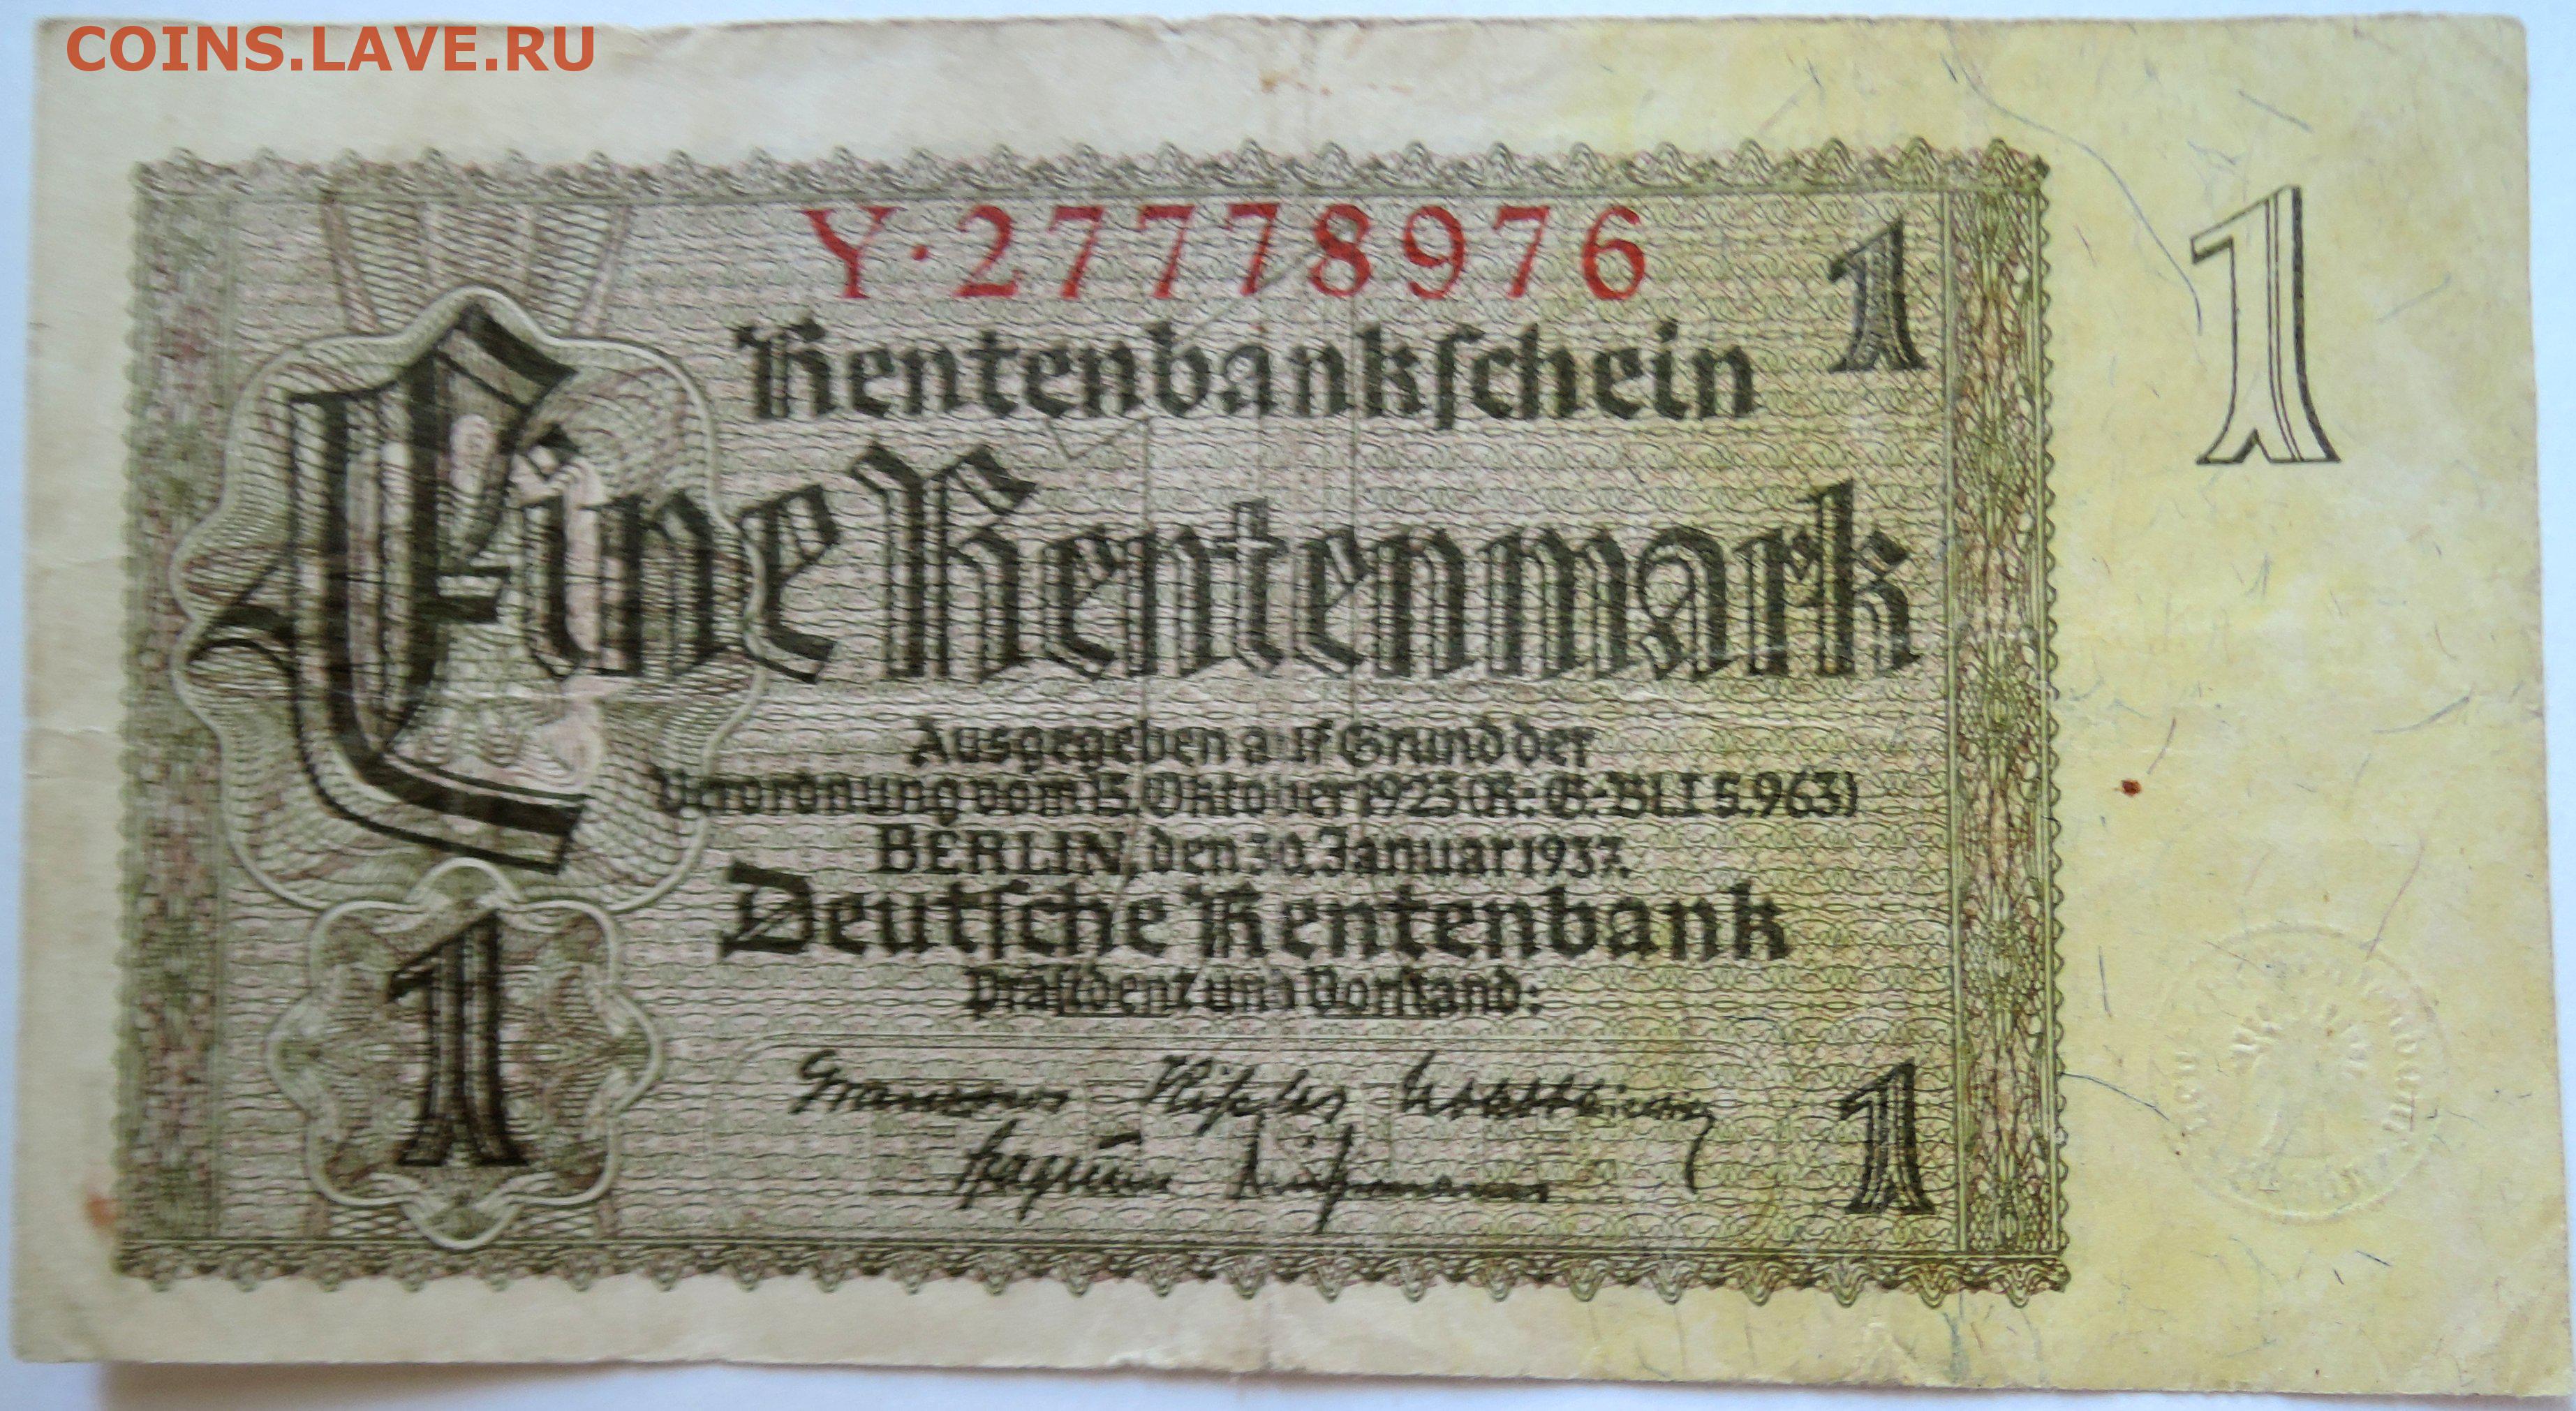 COINS.LAVE.RU
Y·27778976
1
1
Rentenbankſchein
Eine Rentenmark
Ausgegeben auf Grund der
Verordnung vom 15. Oktober 1923 (R.-G.-Bl. I S. 963)
BERLIN, den 30. Januar 1937.
Deutſche Rentenbank
Präſident und Vorſtand:
1
1